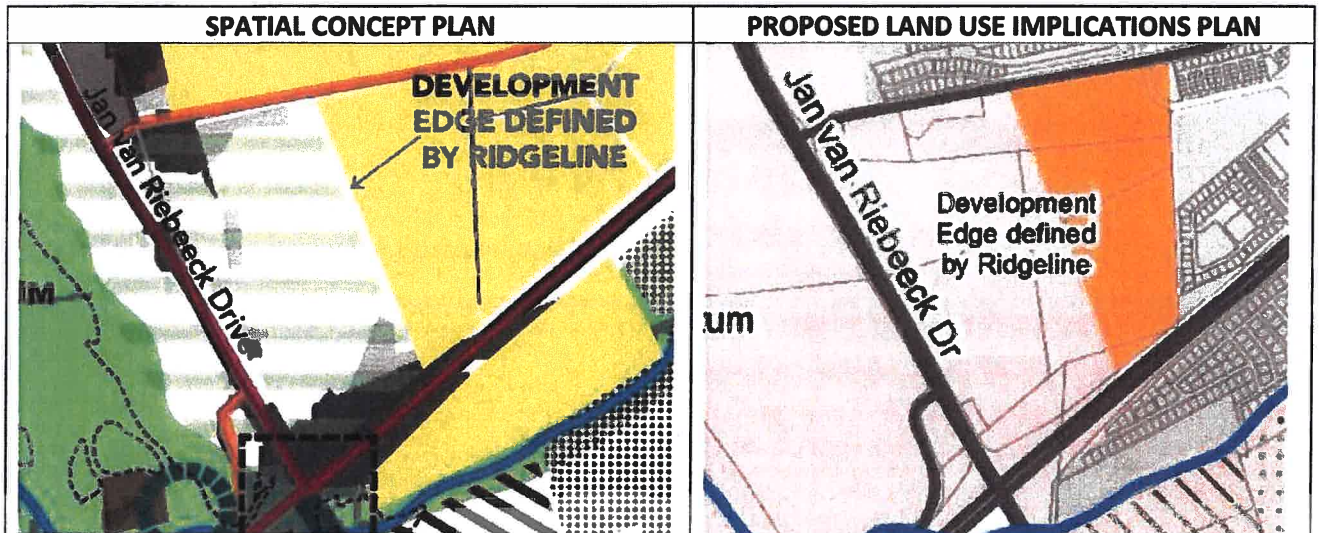 SPATIAL CONCEPT PLAN
PROPOSED LAND USE IMPLICATIONS PLAN
DEVELOPMENT
EDGE DEFINED
BY RIDGELINE
Jan van Riebeeck Drive
IM
Jan van Riebeeck Dr
Development
Edge defined
by Ridgeline
um